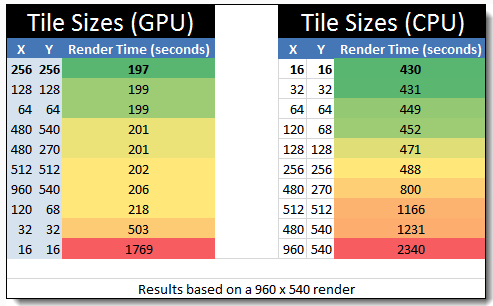 Tile Sizes (GPU)
X Y Render Time (seconds)
256 256 197
128 128 199
64 64 199
480 540 201
480 270 201
512 512 202
960 540 206
120 68 218
32 32 503
16 16 1769
Tile Sizes (CPU)
X Y Render Time (seconds)
16 16 430
32 32 431
64 64 449
120 68 452
128 128 471
256 256 488
480 270 800
512 512 1166
480 540 1231
960 540 2340
Results based on a 960 x 540 render